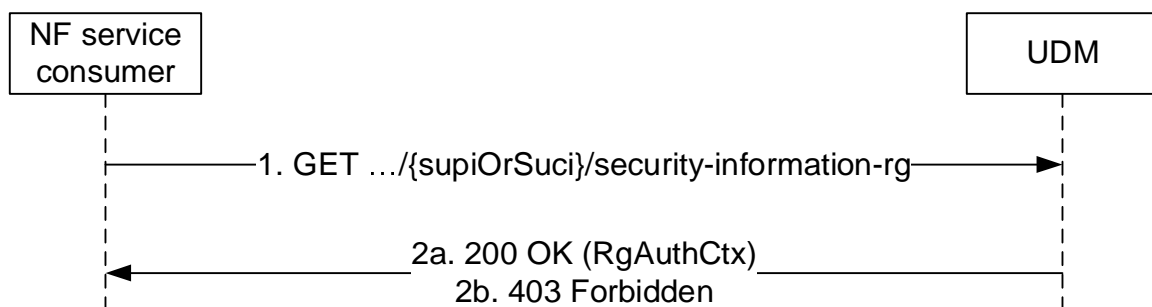 NF service
consumer
UDM
1. GET …/{supiOrSuci}/security-information-rg
2a. 200 OK (RgAuthCtx)
2b. 403 Forbidden